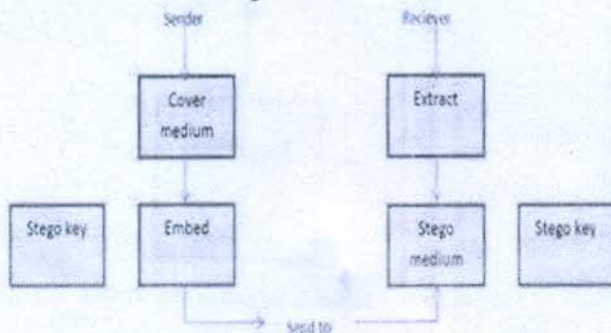 Sender
Reciever
Cover
medium
Extract
Stego key
Embed
Stego
medium
Stego key
Send to